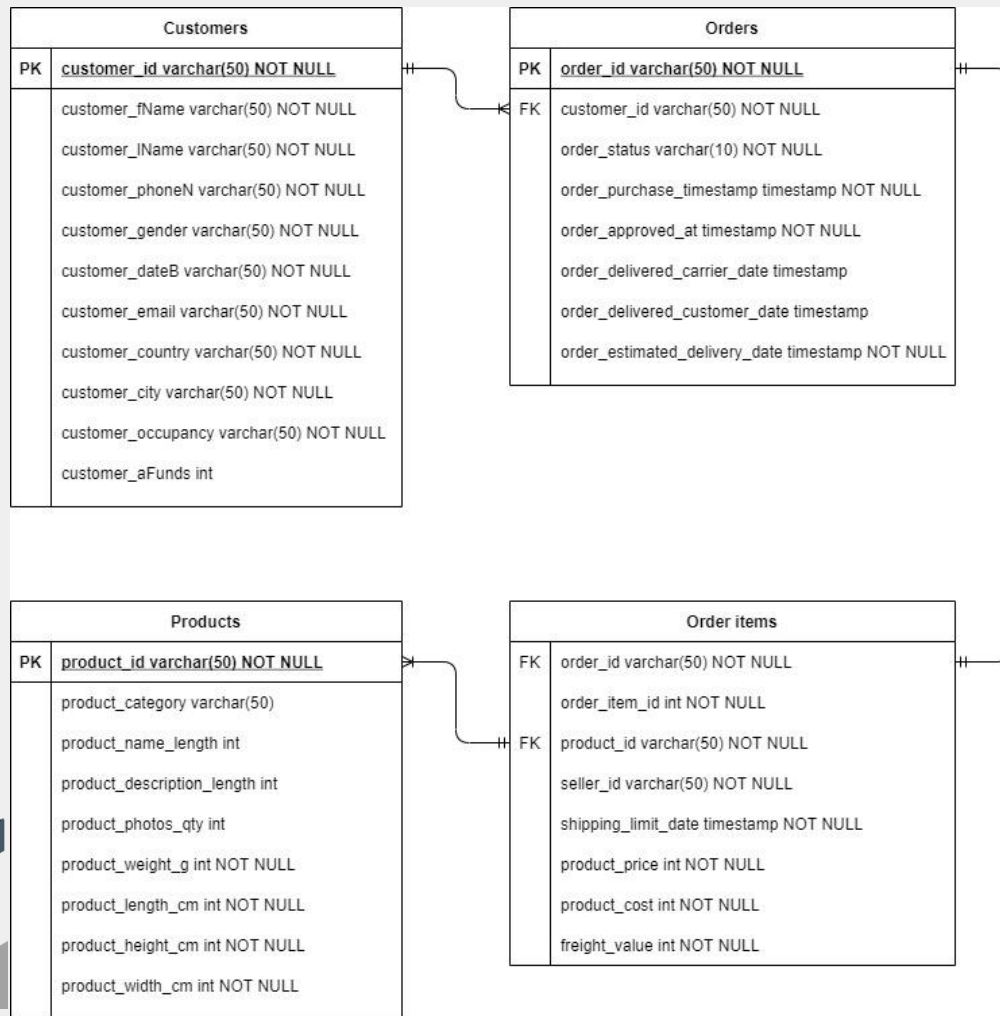 Customers
PK customer_id varchar(50) NOT NULL
customer_fName varchar(50) NOT NULL
customer_lName varchar(50) NOT NULL
customer_phoneN varchar(50) NOT NULL
customer_gender varchar(50) NOT NULL
customer_dateB varchar(50) NOT NULL
customer_email varchar(50) NOT NULL
customer_country varchar(50) NOT NULL
customer_city varchar(50) NOT NULL
customer_occupancy varchar(50) NOT NULL
customer_aFunds int
Orders
PK order_id varchar(50) NOT NULL
FK customer_id varchar(50) NOT NULL
order_status varchar(10) NOT NULL
order_purchase_timestamp timestamp NOT NULL
order_approved_at timestamp NOT NULL
order_delivered_carrier_date timestamp
order_delivered_customer_date timestamp
order_estimated_delivery_date timestamp NOT NULL
Products
PK product_id varchar(50) NOT NULL
product_category varchar(50)
product_name_length int
product_description_length int
product_photos_qty int
product_weight_g int NOT NULL
product_length_cm int NOT NULL
product_height_cm int NOT NULL
product_width_cm int NOT NULL
Order items
FK order_id varchar(50) NOT NULL
order_item_id int NOT NULL
FK product_id varchar(50) NOT NULL
seller_id varchar(50) NOT NULL
shipping_limit_date timestamp NOT NULL
product_price int NOT NULL
product_cost int NOT NULL
freight_value int NOT NULL